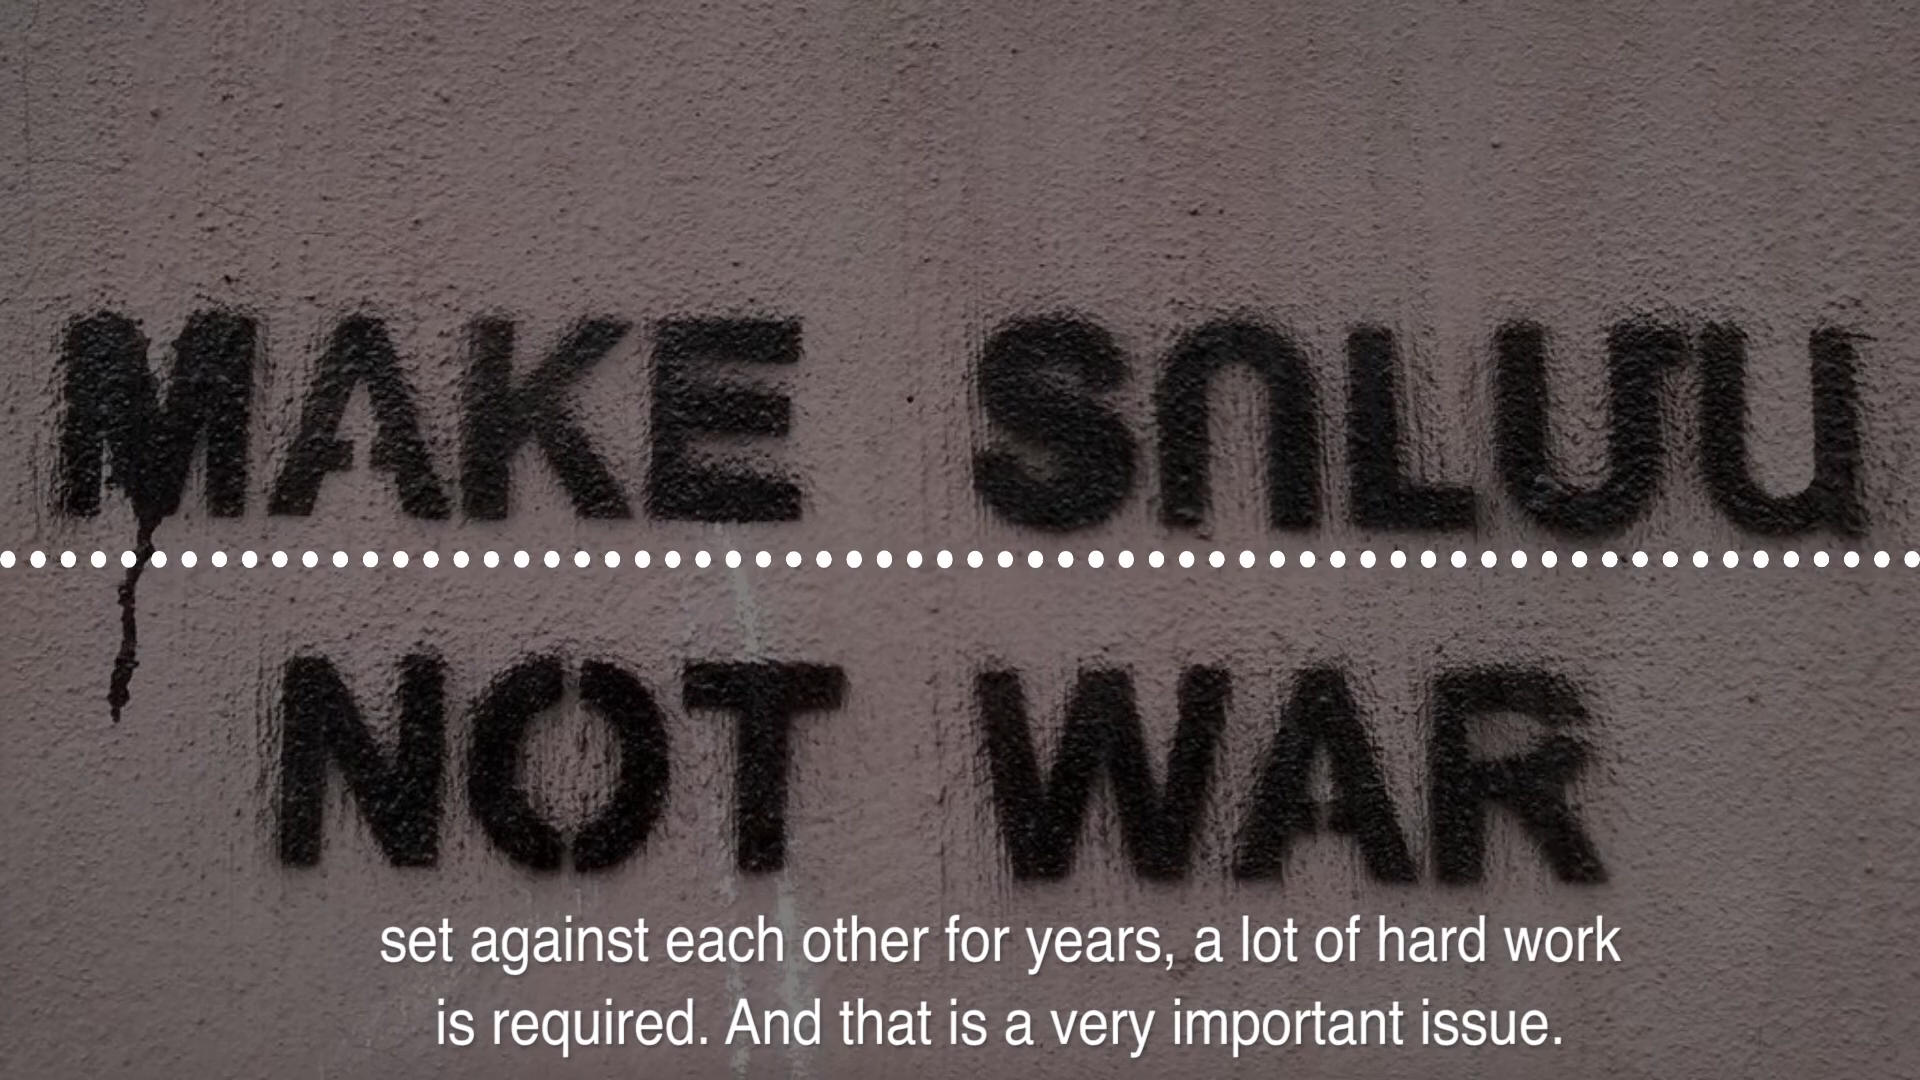 MAKE ՏՈԼՄԱ
NOT WAR
set against each other for years, a lot of hard work
is required. And that is a very important issue.